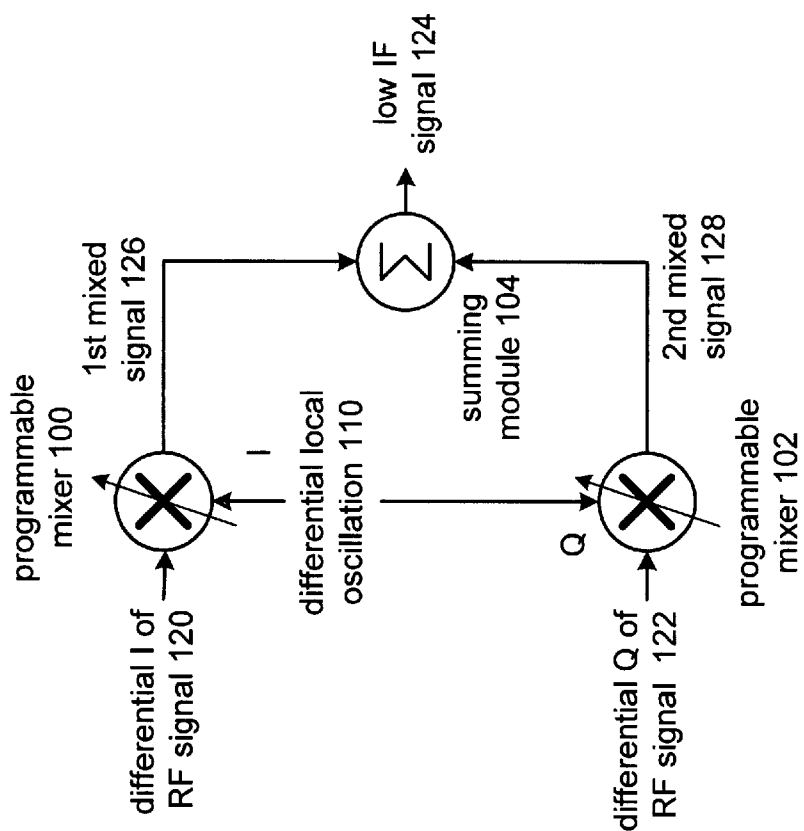 programmable
mixer 100
differential I of
RF signal 120
1st mixed
signal 126
I
differential local
oscillation 110
summing
module 104
Σ
low IF
signal 124
Q
differential Q of
RF signal 122
2nd mixed
signal 128
programmable
mixer 102